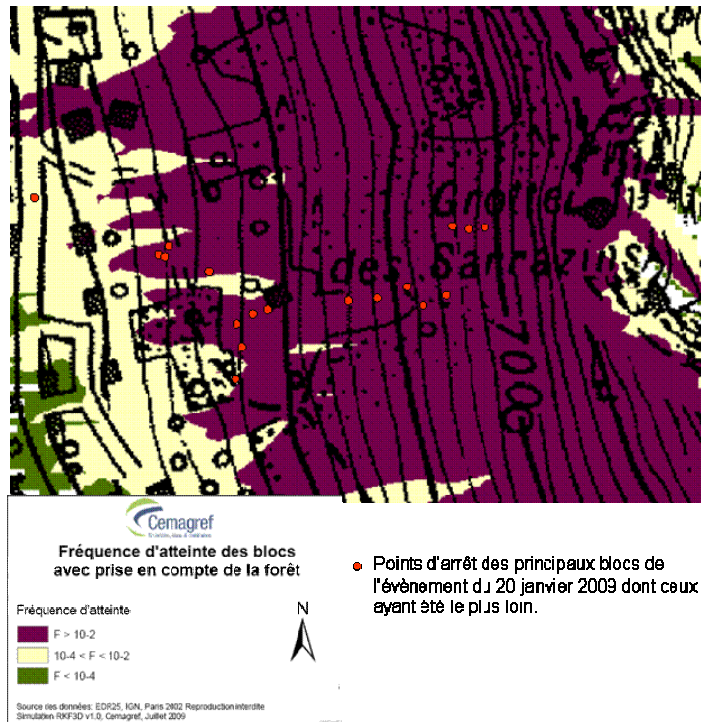 Grotte
des Sarrazins
700
Cemagref
Fréquence d'atteinte des blocs
avec prise en compte de la forêt
Fréquence d'atteinte
F > 10-2
10-4 < F < 10-2
F < 10-4
N
Source des données: EDR25, IGN, Paris 2002 Reproduction interdite
Simulation RKF3D v1.0, Cemagref, Juillet 2009
Points d'arrêt des principaux blocs de
l'évènement du 20 janvier 2009 dont ceux
ayant été le plus loin.